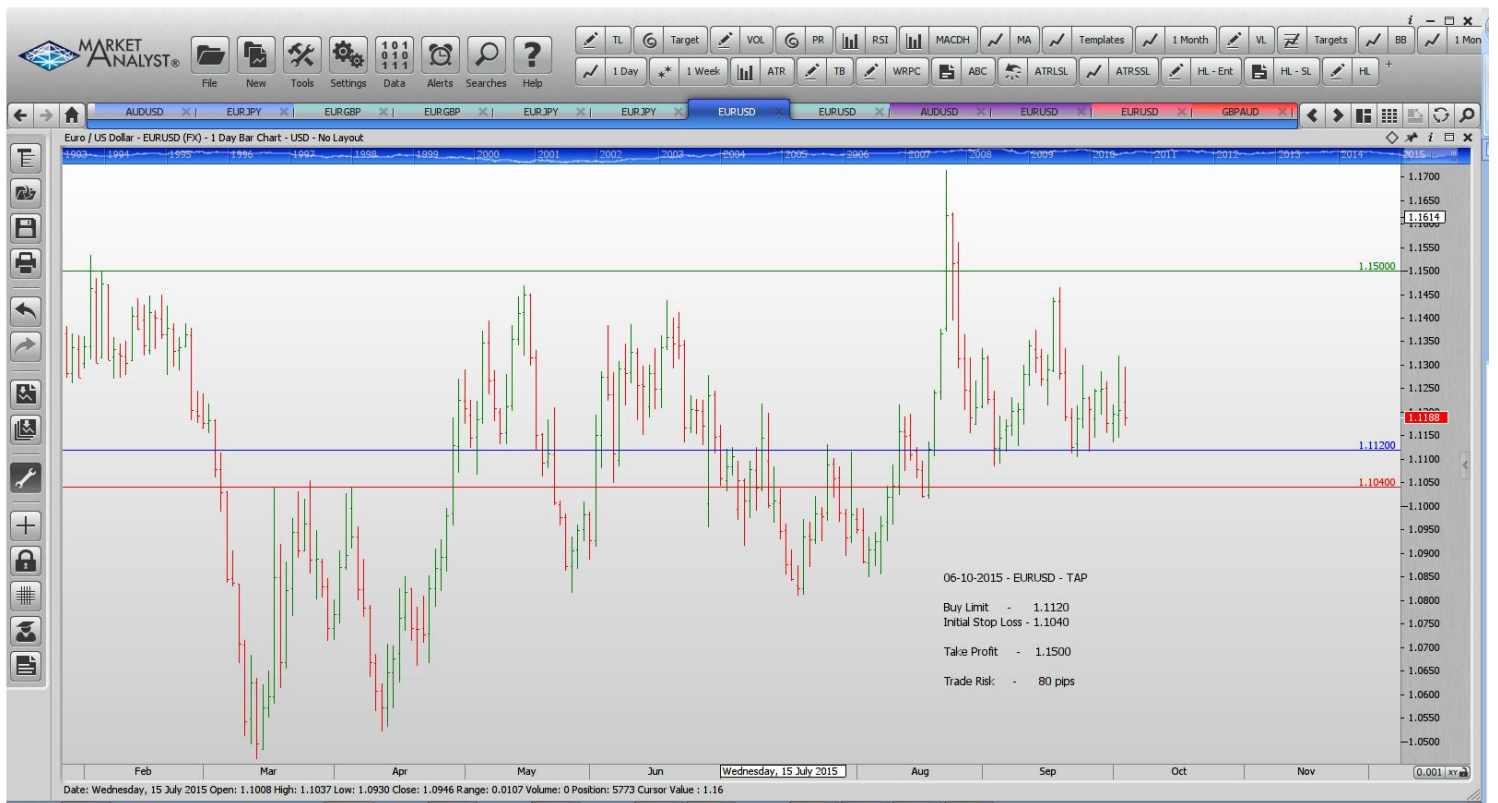 i
MARKET ANALYST®
File New Tools Settings Data Alerts Searches Help
TL Target VOL PR RSI MACDH MA Templates 1 Month VL Targets BB 1 Mon
1 Day 1 Week ATR TB WRPC ABC ATRLSL ATRSSL HL - Ent HL - SL HL +
AUDUSD EURJPY EURGBP EURGBP EURJPY EURJPY EURUSD EURUSD AUDUSD EURUSD EURUSD GBPAUD
Euro / US Dollar - EURUSD (FX) - 1 Day Bar Chart - USD - No Layout
1993 1994 1995 1996 1997 1998 1999 2000 2001 2002 2003 2004 2005 2006 2007 2008 2009 2010 2011 2012 2013 2014 2015
1.1700
1.1650
1.1614
1.1550
1.15000
1.1500
1.1450
1.1400
1.1350
1.1300
1.1250
1.1188
1.1150
1.11200
1.1100
1.1050
1.10400
1.1000
1.0950
1.0900
1.0850
1.0800
1.0750
1.0700
1.0650
1.0600
1.0550
1.0500
06-10-2015 - EURUSD - TAP
Buy Limit - 1.1120
Initial Stop Loss - 1.1040
Take Profit - 1.1500
Trade Risk - 80 pips
Feb Mar Apr May Jun Wednesday, 15 July 2015 Aug Sep Oct Nov
0.001 XY
Date: Wednesday, 15 July 2015 Open: 1.1008 High: 1.1037 Low: 1.0930 Close: 1.0946 Range: 0.0107 Volume: 0 Position: 5773 Cursor Value : 1.16